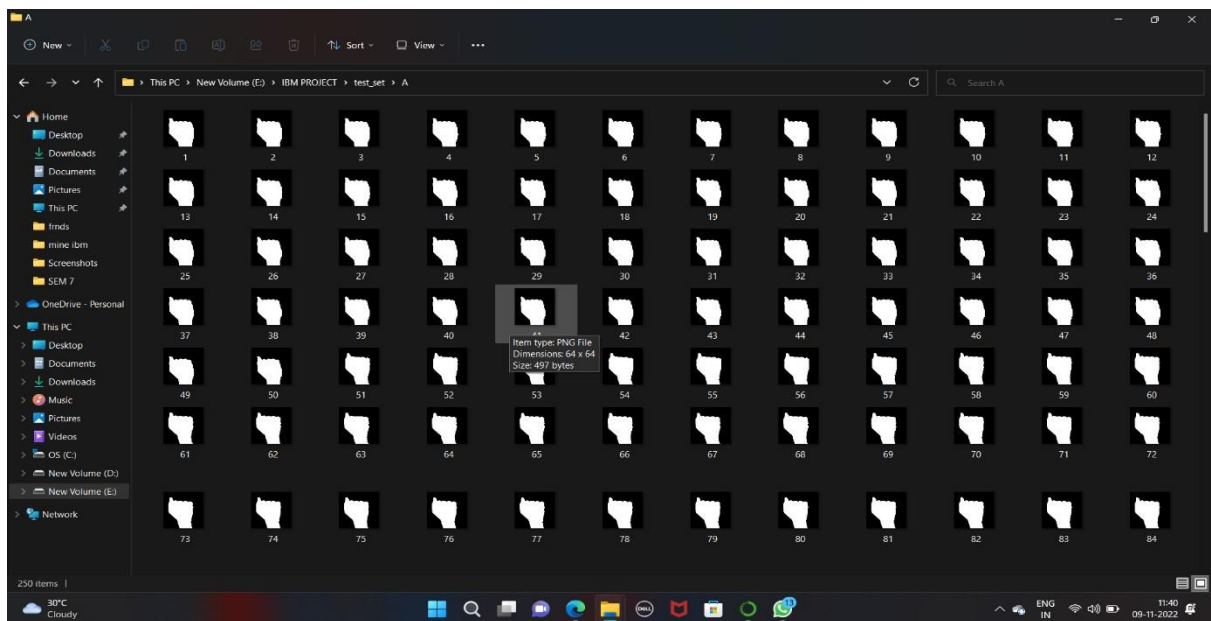 A
New
Sort
View
This PC > New Volume (E:) > IBM PROJECT > test_set > A
Search A
Home
Desktop
Downloads
Documents
Pictures
This PC
frnds
mine ibm
Screenshots
SEM 7
OneDrive - Personal
This PC
Desktop
Documents
Downloads
Music
Pictures
Videos
OS (C:)
New Volume (D:)
New Volume (E:)
Network
1 2 3 4 5 6 7 8 9 10 11 12
13 14 15 16 17 18 19 20 21 22 23 24
25 26 27 28 29 30 31 32 33 34 35 36
37 38 39 40 42 43 44 45 46 47 48
Item type: PNG File
Dimensions: 64 x 64
Size: 497 bytes
49 50 51 52 53 54 55 56 57 58 59 60
61 62 63 64 65 66 67 68 69 70 71 72
73 74 75 76 77 78 79 80 81 82 83 84
250 items
30°C
Cloudy
DELL
13
ENG
IN
11:40
09-11-2022